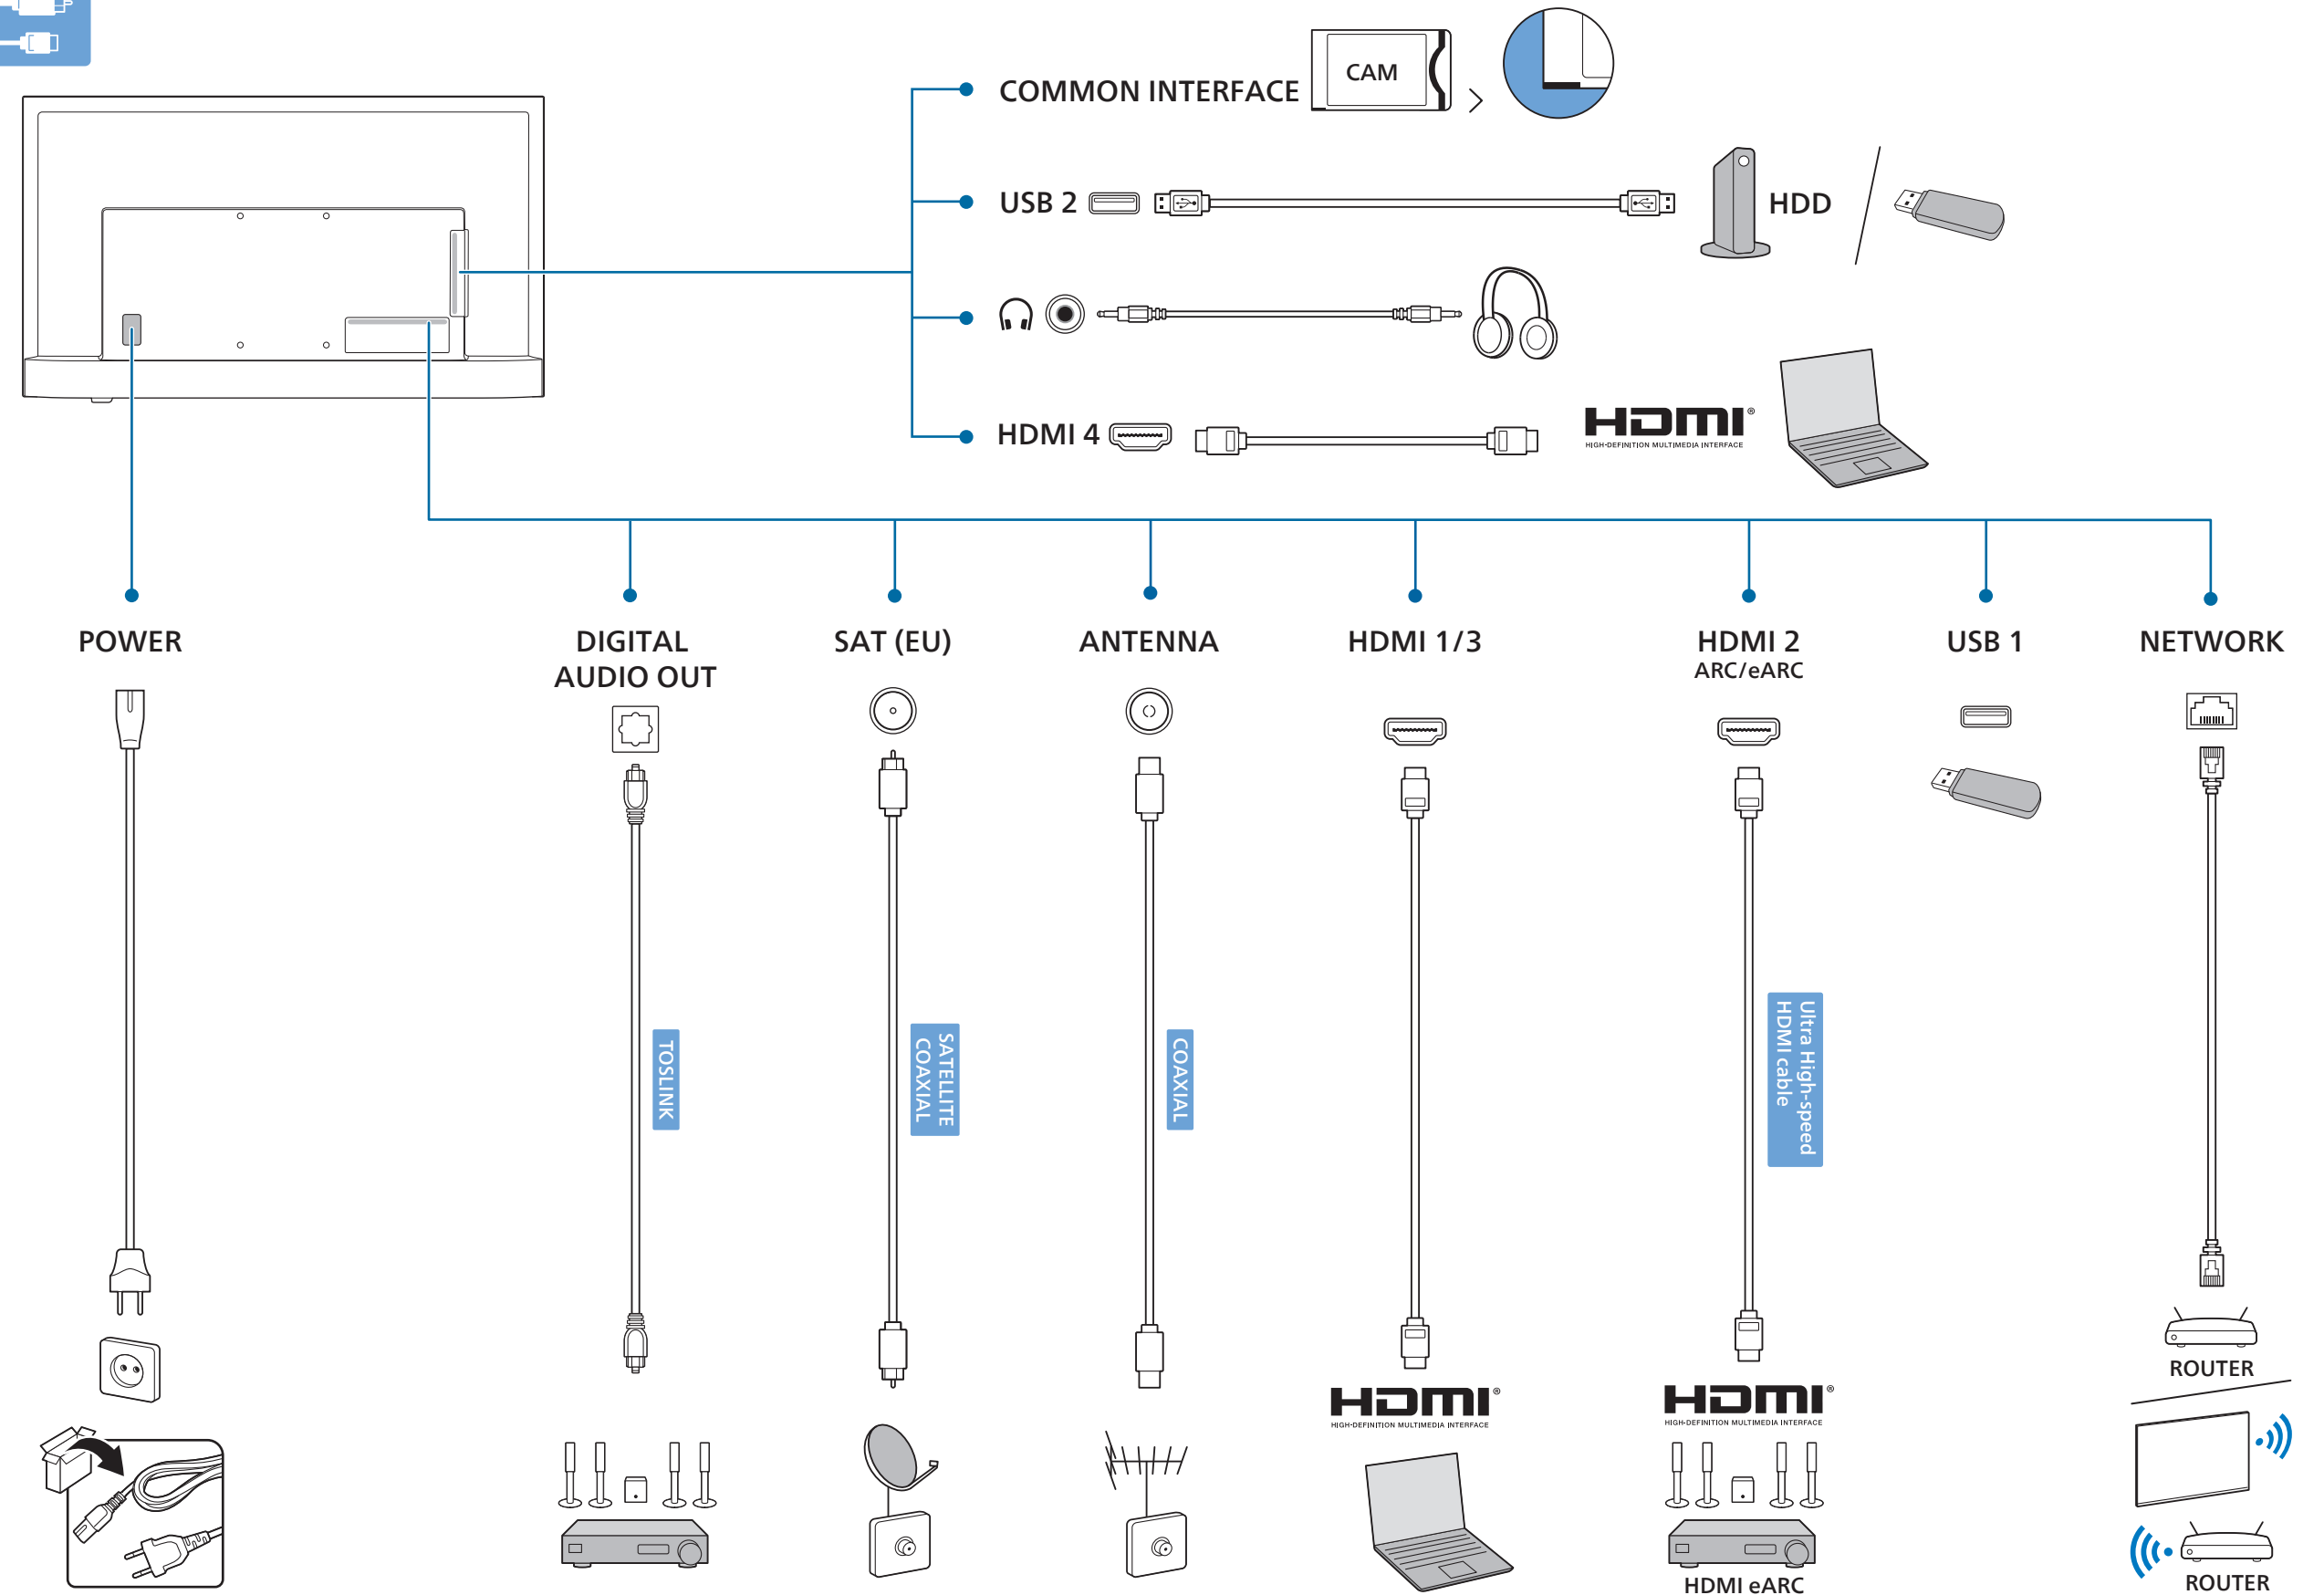 COMMON INTERFACE
CAM
USB 2
HDD
HDMI 4
HDMI®
HIGH-DEFINITION MULTIMEDIA INTERFACE
POWER
DIGITAL
AUDIO OUT
SAT (EU)
ANTENNA
HDMI 1/3
HDMI 2
ARC/eARC
USB 1
NETWORK
TOSLINK
SATELLITE
COAXIAL
COAXIAL
Ultra High-speed
HDMI cable
HDMI®
HIGH-DEFINITION MULTIMEDIA INTERFACE
HDMI®
HIGH-DEFINITION MULTIMEDIA INTERFACE
HDMI eARC
ROUTER
ROUTER